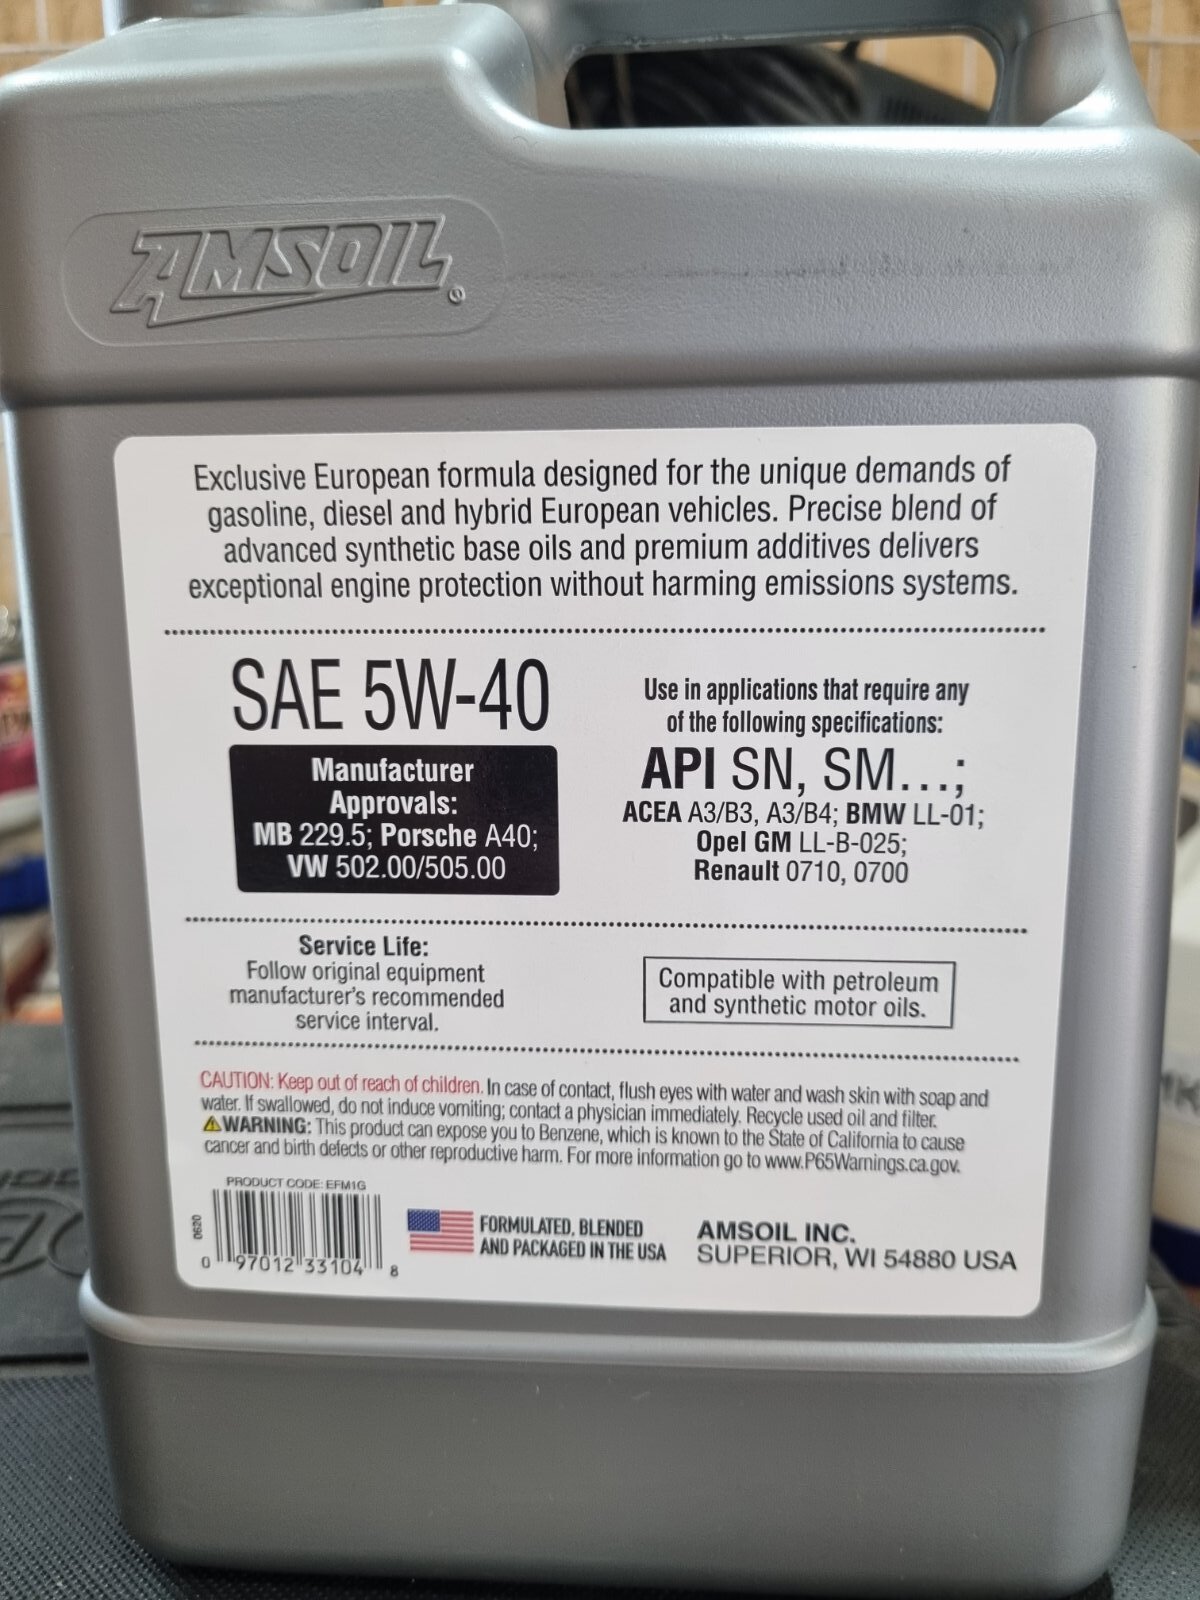 AMSOIL®
Exclusive European formula designed for the unique demands of
gasoline, diesel and hybrid European vehicles. Precise blend of
advanced synthetic base oils and premium additives delivers
exceptional engine protection without harming emissions systems.
SAE 5W-40
Manufacturer
Approvals:
MB 229.5; Porsche A40;
VW 502.00/505.00
Use in applications that require any
of the following specifications:
API SN, SM...;
ACEA A3/B3, A3/B4; BMW LL-01;
Opel GM LL-B-025;
Renault 0710, 0700
Service Life:
Follow original equipment
manufacturer's recommended
service interval.
Compatible with petroleum
and synthetic motor oils.
CAUTION: Keep out of reach of children. In case of contact, flush eyes with water and wash skin with soap and
water. If swallowed, do not induce vomiting; contact a physician immediately. Recycle used oil and filter.
⚠WARNING: This product can expose you to Benzene, which is known to the State of California to cause
cancer and birth defects or other reproductive harm. For more information go to www.P65Warnings.ca.gov.
PRODUCT CODE: EFM1G
0620
0 97012 33104 8
FORMULATED, BLENDED
AND PACKAGED IN THE USA
AMSOIL INC.
SUPERIOR, WI 54880 USA